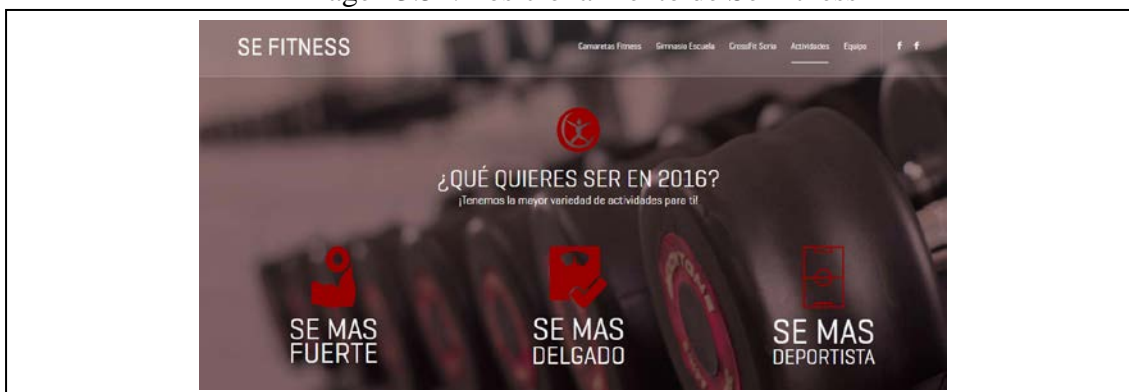 SE FITNESS
Camaretas Fitness Gimnasio Escuela CrossFit Soria Actividades Equipo f f
¿QUÉ QUIERES SER EN 2016?
¡Tenemos la mayor variedad de actividades para ti!
SE MAS
FUERTE
SE MAS
DELGADO
SE MAS
DEPORTISTA